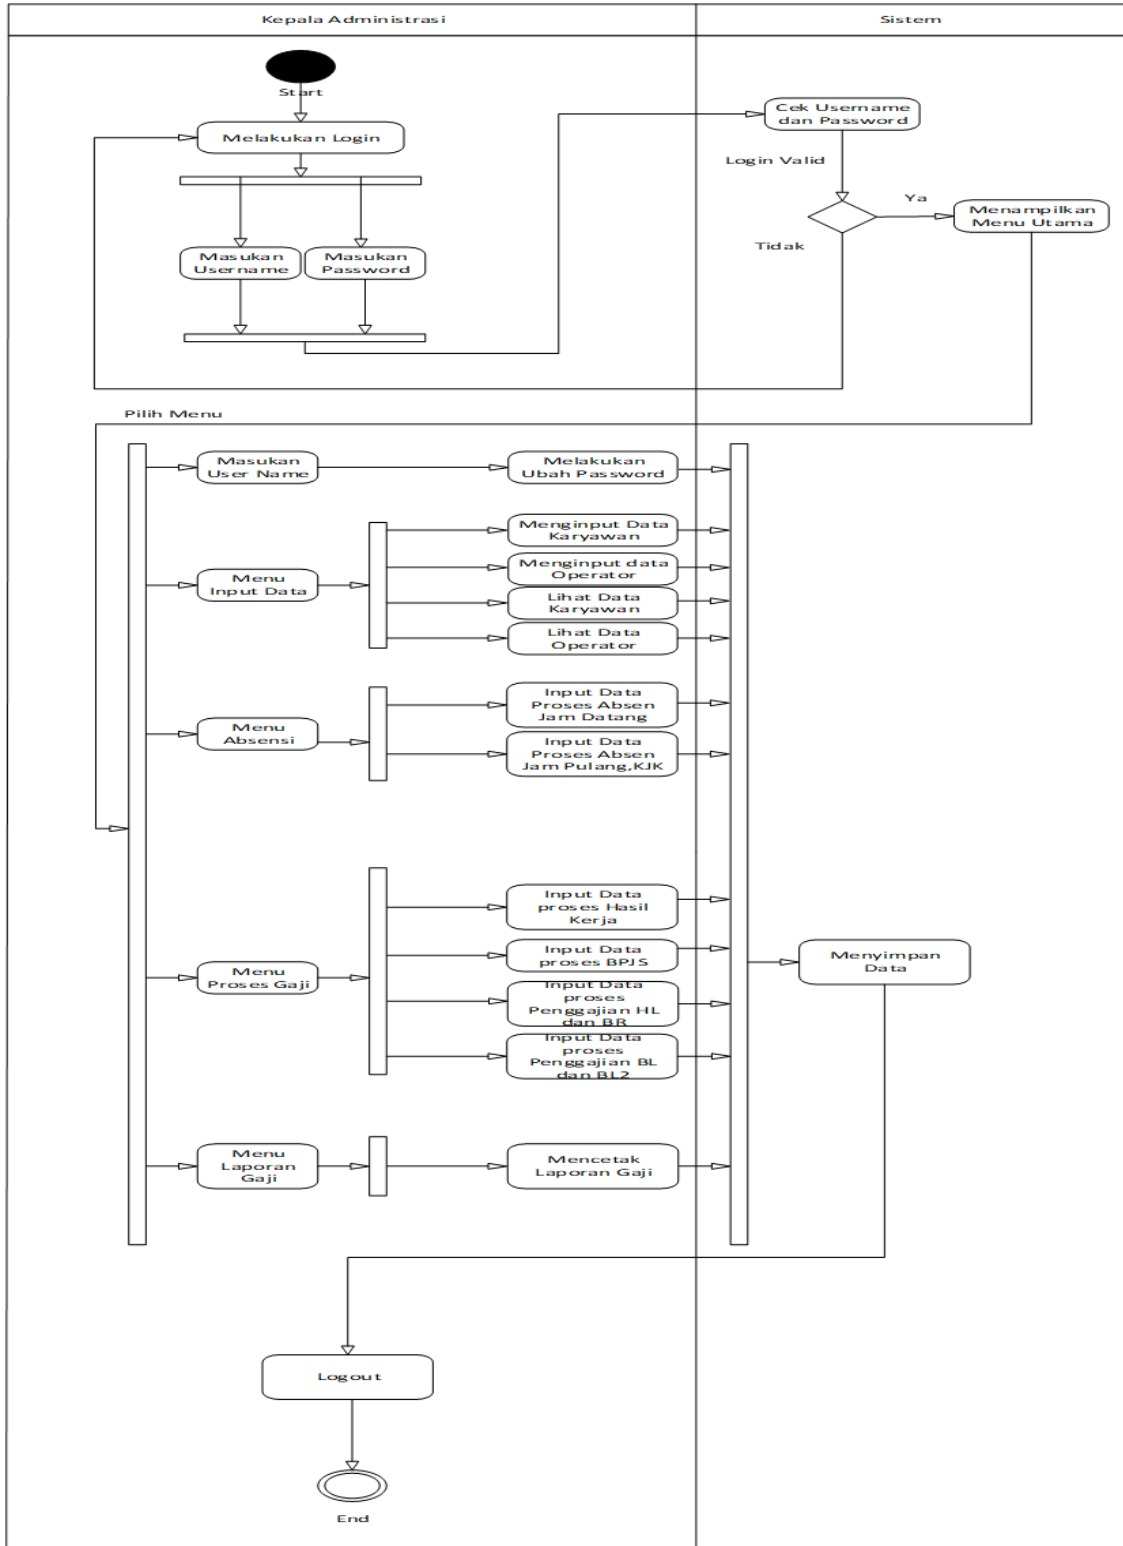 Kepala Administrasi
Sistem
Start
Melakukan Login
Cek Username
dan Password
Login Valid
Ya
Menampilkan
Menu Utama
Tidak
Masukan
Username
Masukan
Password
Pilih Menu
Masukan
User Name
Melakukan
Ubah Password
Menginput Data
Karyawan
Menu
Input Data
Menginput data
Operator
Lihat Data
Karyawan
Lihat Data
Operator
Menu
Absensi
Input Data
Proses Absen
Jam Datang
Input Data
Proses Absen
Jam Pulang,KJK
Input Data
proses Hasil
Kerja
Menu
Proses Gaji
Input Data
proses BPJS
Input Data
proses
Penggajian HL
dan BR
Input Data
proses
Penggajian BL
dan BL2
Menyimpan
Data
Menu
Laporan
Gaji
Mencetak
Laporan Gaji
Logout
End